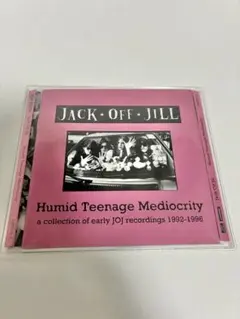 JACK·OFF·JILL
Humid Teenage Mediocrity
a collection of early JOJ recordings 1992-1996